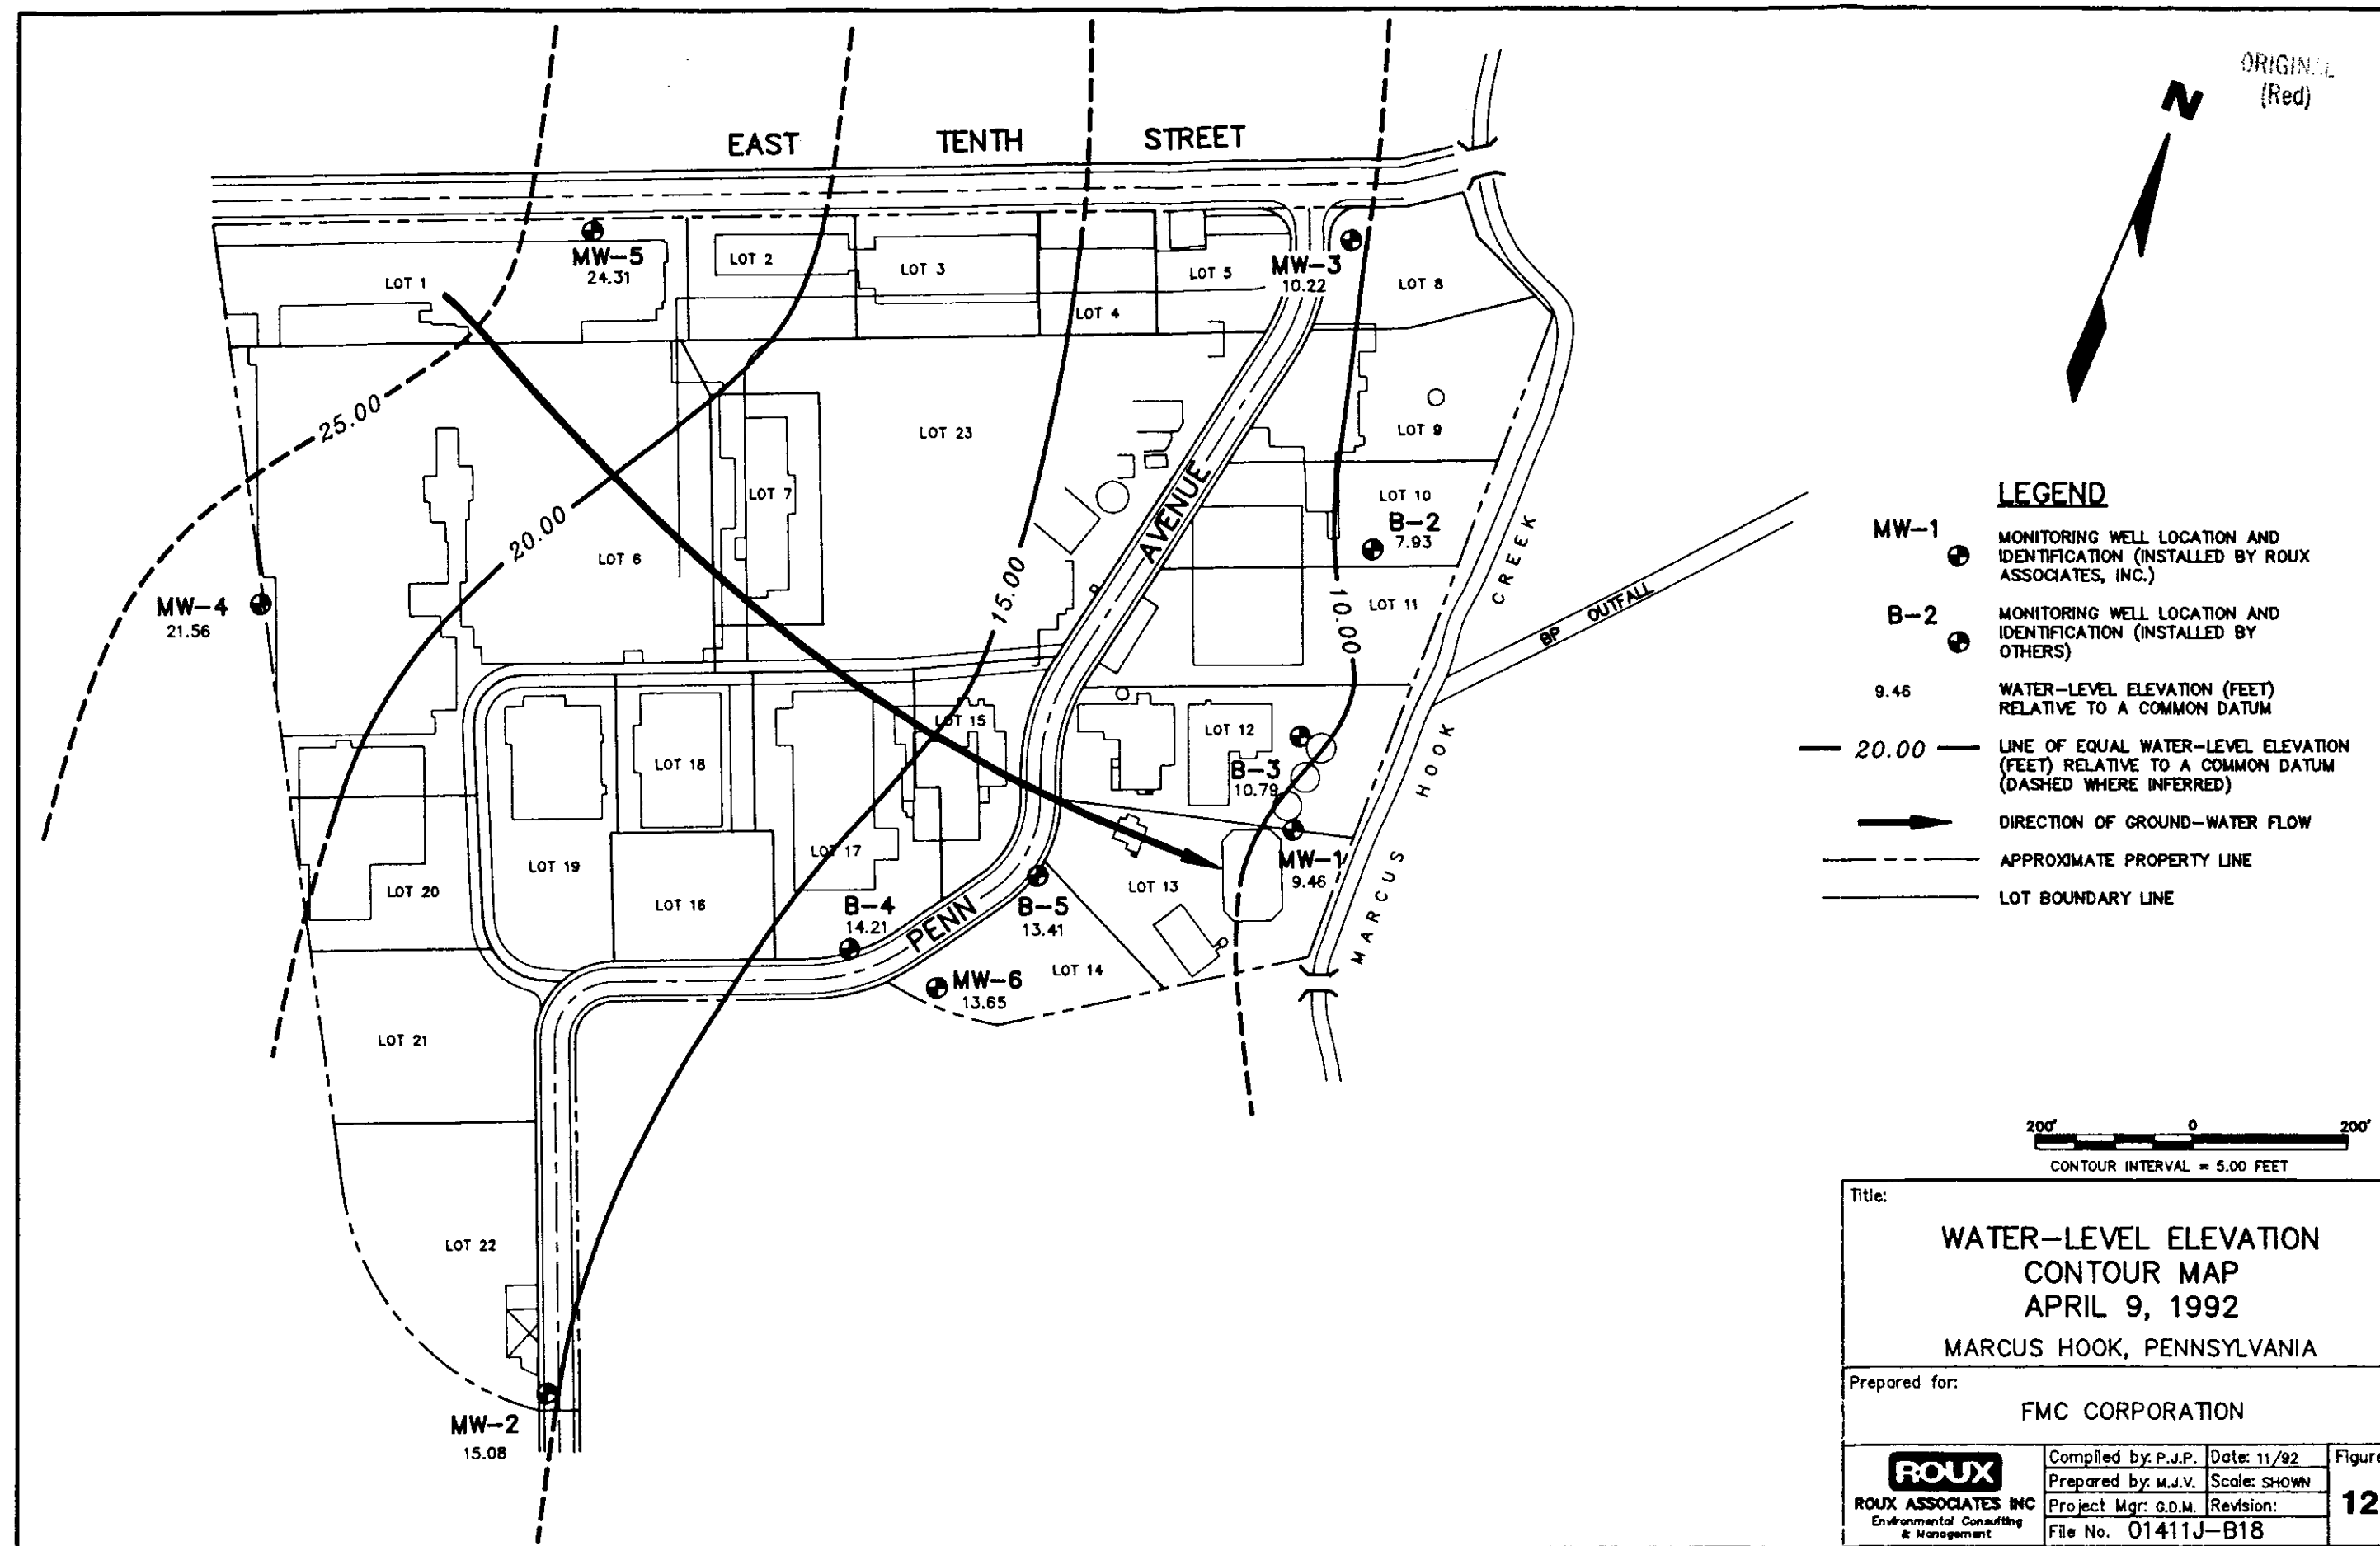 ORIGINAL
(Red)
N
EAST TENTH STREET
MW-5
24.31
LOT 1
LOT 2
LOT 3
LOT 4
LOT 5
MW-3
10.22
LOT 8
25.00
LOT 23
LOT 9
LOT 7
LOT 10
B-2
7.93
20.00
LOT 6
AVENUE
15.00
10.00
LOT 11
MW-4
21.56
CREEK
BP OUTFALL
LOT 15
LOT 12
LOT 18
B-3
10.79
HOOK
LOT 17
LOT 19
LOT 20
LOT 16
MW-1
9.46
LOT 13
MARCUS
B-4
14.21
PENN
B-5
13.41
LOT 14
MW-6
13.65
LOT 21
LOT 22
MW-2
15.08
LEGEND
MW-1
MONITORING WELL LOCATION AND
IDENTIFICATION (INSTALLED BY ROUX
ASSOCIATES, INC.)
B-2
MONITORING WELL LOCATION AND
IDENTIFICATION (INSTALLED BY
OTHERS)
9.46
WATER-LEVEL ELEVATION (FEET)
RELATIVE TO A COMMON DATUM
20.00
LINE OF EQUAL WATER-LEVEL ELEVATION
(FEET) RELATIVE TO A COMMON DATUM
(DASHED WHERE INFERRED)
DIRECTION OF GROUND-WATER FLOW
APPROXIMATE PROPERTY LINE
LOT BOUNDARY LINE
200' 0 200'
CONTOUR INTERVAL = 5.00 FEET
Title:
WATER-LEVEL ELEVATION
CONTOUR MAP
APRIL 9, 1992
MARCUS HOOK, PENNSYLVANIA
Prepared for:
FMC CORPORATION
ROUX
ROUX ASSOCIATES INC
Environmental Consulting
& Management
Compiled by: P.J.P. Date: 11/92
Prepared by: M.J.V. Scale: SHOWN
Project Mgr: G.D.M. Revision:
File No. 01411J-B18
Figure
12